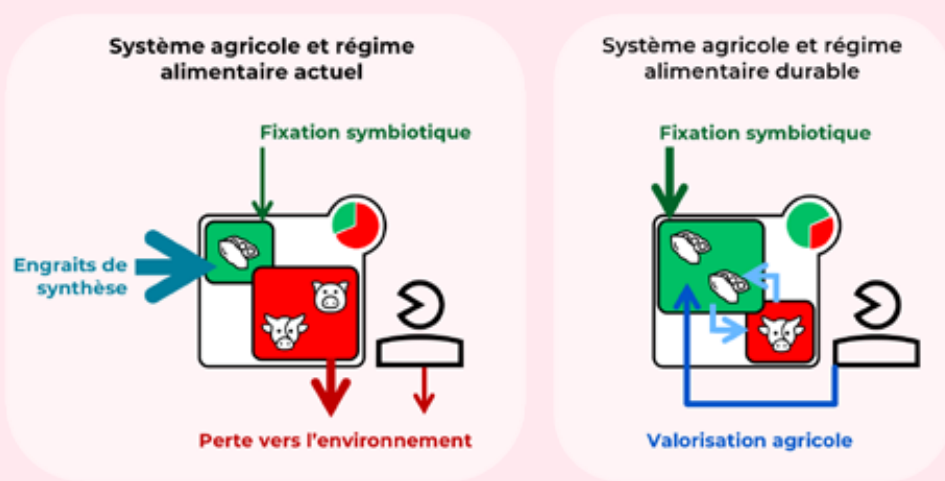 Système agricole et régime
alimentaire actuel
Fixation symbiotique
Engraits de
synthèse
Perte vers l'environnement
Système agricole et régime
alimentaire durable
Fixation symbiotique
Valorisation agricole